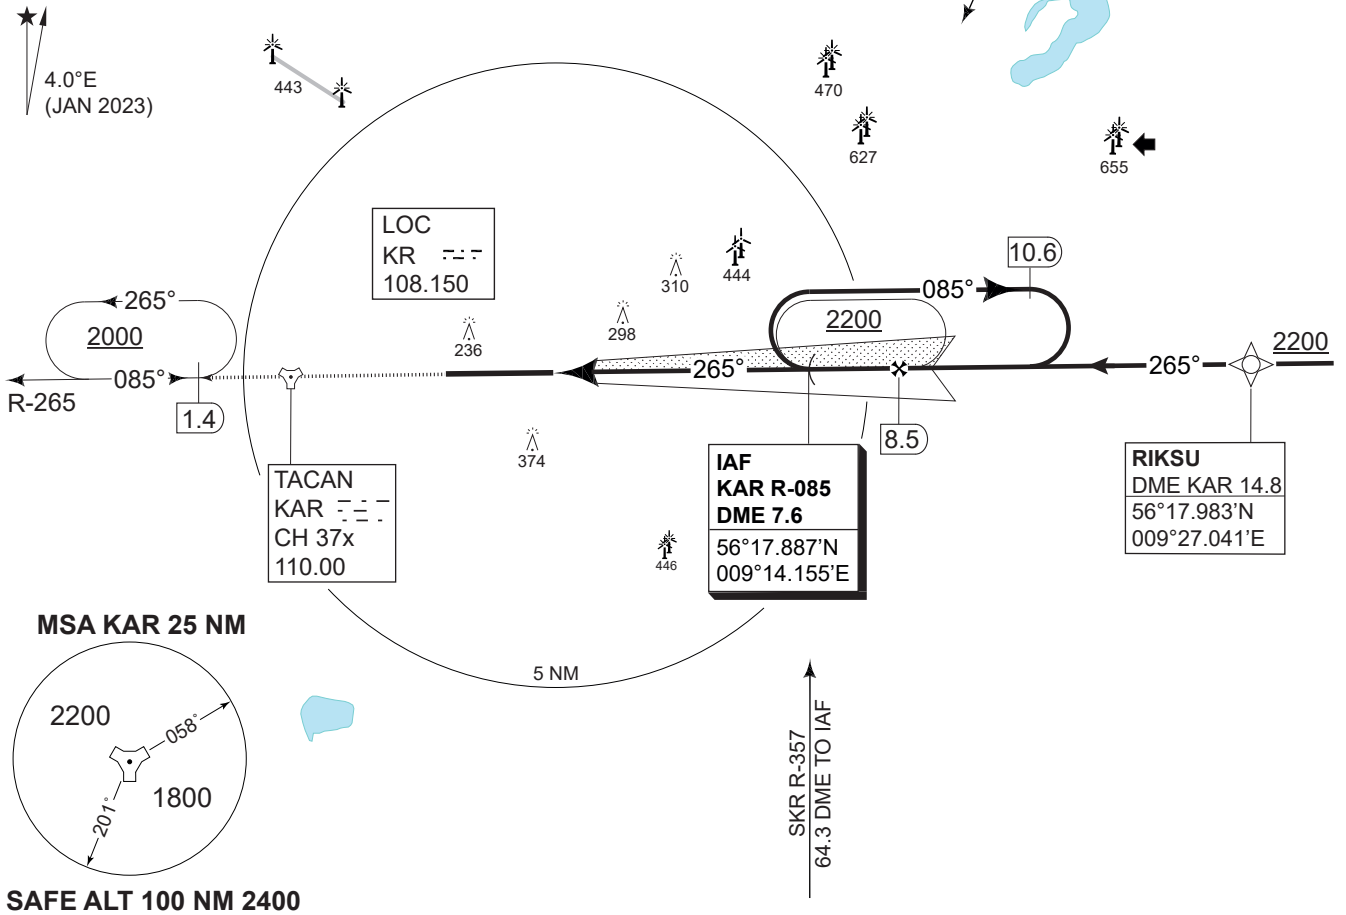 4.0°E
(JAN 2023)
443
470
627
655
LOC
KR
108.150
444
310
298
236
10.6
085°
2200
265°
2000
085°
R-265
1.4
265°
265°
2200
8.5
374
TACAN
KAR
CH 37x
110.00
IAF
KAR R-085
DME 7.6
56°17.887'N
009°14.155'E
RIKSU
DME KAR 14.8
56°17.983'N
009°27.041'E
446
MSA KAR 25 NM
2200
058°
1800
201°
5 NM
SKR R-357
64.3 DME TO IAF
SAFE ALT 100 NM 2400